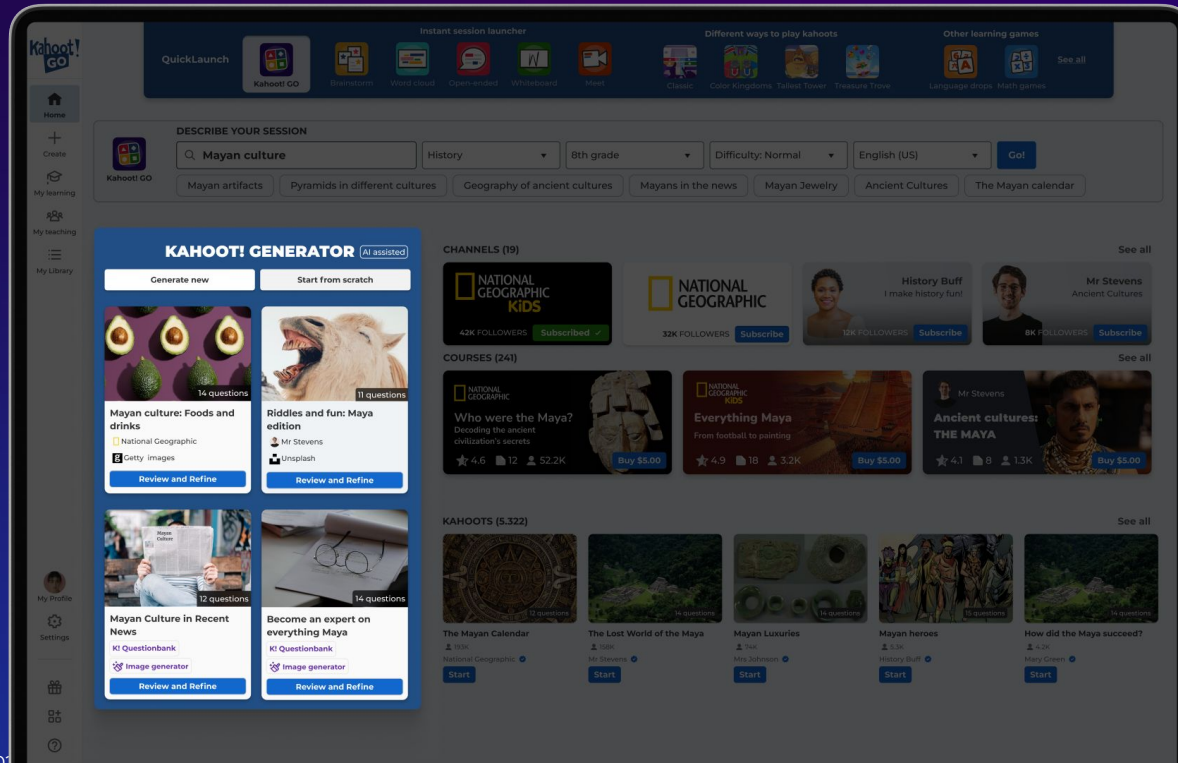 Kahoot!
GO
Home
Create
My learning
My teaching
My Library
My Profile
Settings
QuickLaunch
Instant session launcher
Kahoot! GO
Brainstorm
Word cloud
Open-ended
Whiteboard
Meet
Different ways to play kahoots
Classic
Color Kingdoms
Tallest Tower
Treasure Trove
Other learning games
Language drops
Math games
See all
Kahoot! GO
DESCRIBE YOUR SESSION
Mayan culture
History
8th grade
Difficulty: Normal
English (US)
Go!
Mayan artifacts
Pyramids in different cultures
Geography of ancient cultures
Mayans in the news
Mayan Jewelry
Ancient Cultures
The Mayan calendar
KAHOOT! GENERATOR AI assisted
Generate new
Start from scratch
14 questions
Mayan culture: Foods and
drinks
National Geographic
Getty images
Review and Refine
11 questions
Riddles and fun: Maya
edition
Mr Stevens
Unsplash
Review and Refine
Mayan
Culture
12 questions
Mayan Culture in Recent
News
K! Questionbank
Image generator
Review and Refine
14 questions
Become an expert on
everything Maya
K! Questionbank
Image generator
Review and Refine
CHANNELS (19)
See all
NATIONAL
GEOGRAPHIC
KiDS
42K FOLLOWERS
Subscribed ✓
NATIONAL
GEOGRAPHIC
32K FOLLOWERS
Subscribe
History Buff
I make history fun!
12K FOLLOWERS
Subscribe
Mr Stevens
Ancient Cultures
8K FOLLOWERS
Subscribe
COURSES (241)
See all
NATIONAL
GEOGRAPHIC
Who were the Maya?
Decoding the ancient
civilization's secrets
4.6 12 52.2K
Buy $5.00
NATIONAL
GEOGRAPHIC
KiDS
Everything Maya
From football to painting
4.9 18 3.2K
Buy $5.00
Mr Stevens
Ancient cultures:
THE MAYA
4.1 8 1.3K
Buy $5.00
KAHOOTS (5.322)
See all
12 questions
The Mayan Calendar
National Geographic
Start
14 questions
The Lost World of the Maya
Mr Stevens
Start
14 questions
Mayan Luxuries
74K
Mrs Johnson
Start
15 questions
Mayan heroes
History Buff
Start
14 questions
How did the Maya succeed?
4.2K
Mary Green
Start